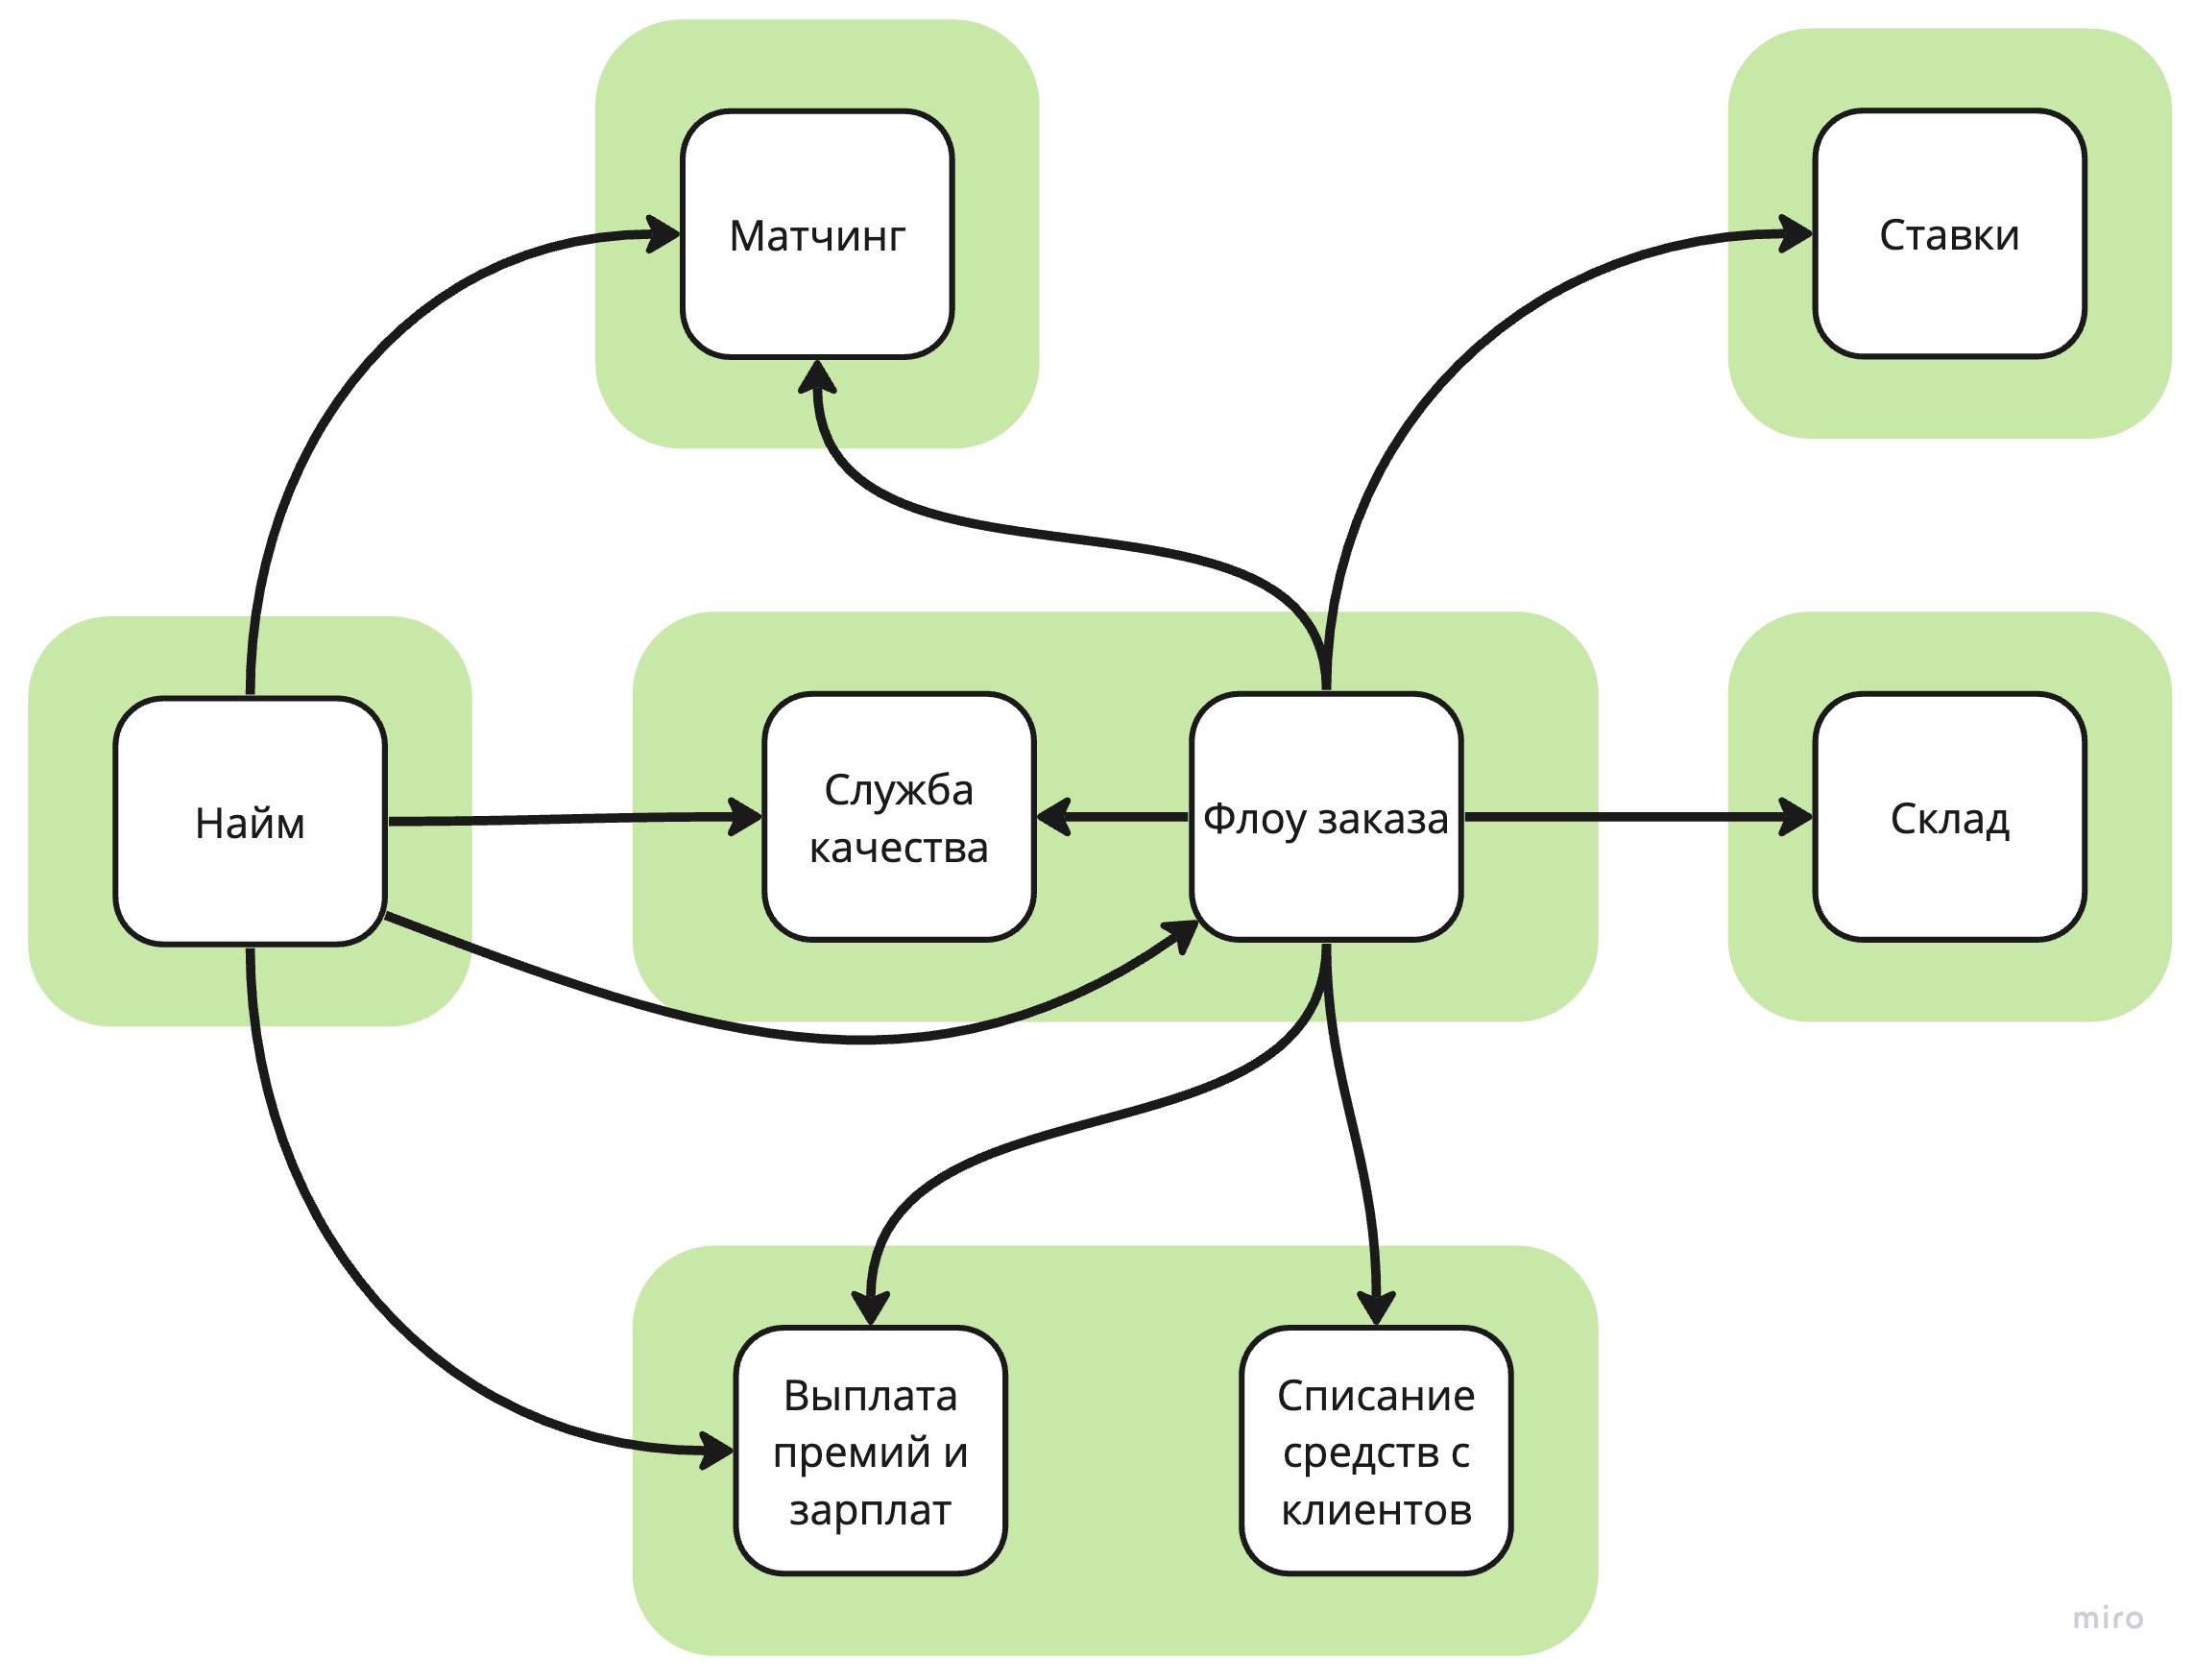 Матчинг
Ставки
Найм
Служба
качества
Флоу заказа
Склад
Выплата
премий и
зарплат
Списание
средств с
клиентов
miro